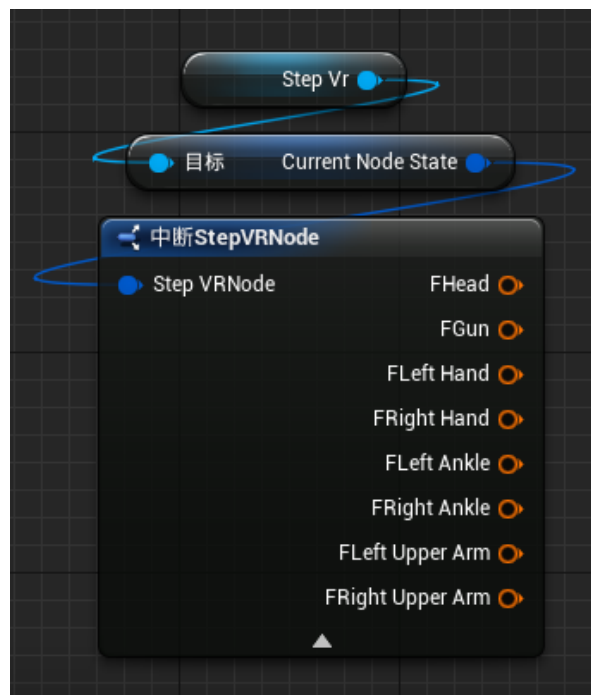 Step Vr
目标 Current Node State
中断StepVRNode
Step VRNode FHead
FGun
FLeft Hand
FRight Hand
FLeft Ankle
FRight Ankle
FLeft Upper Arm
FRight Upper Arm